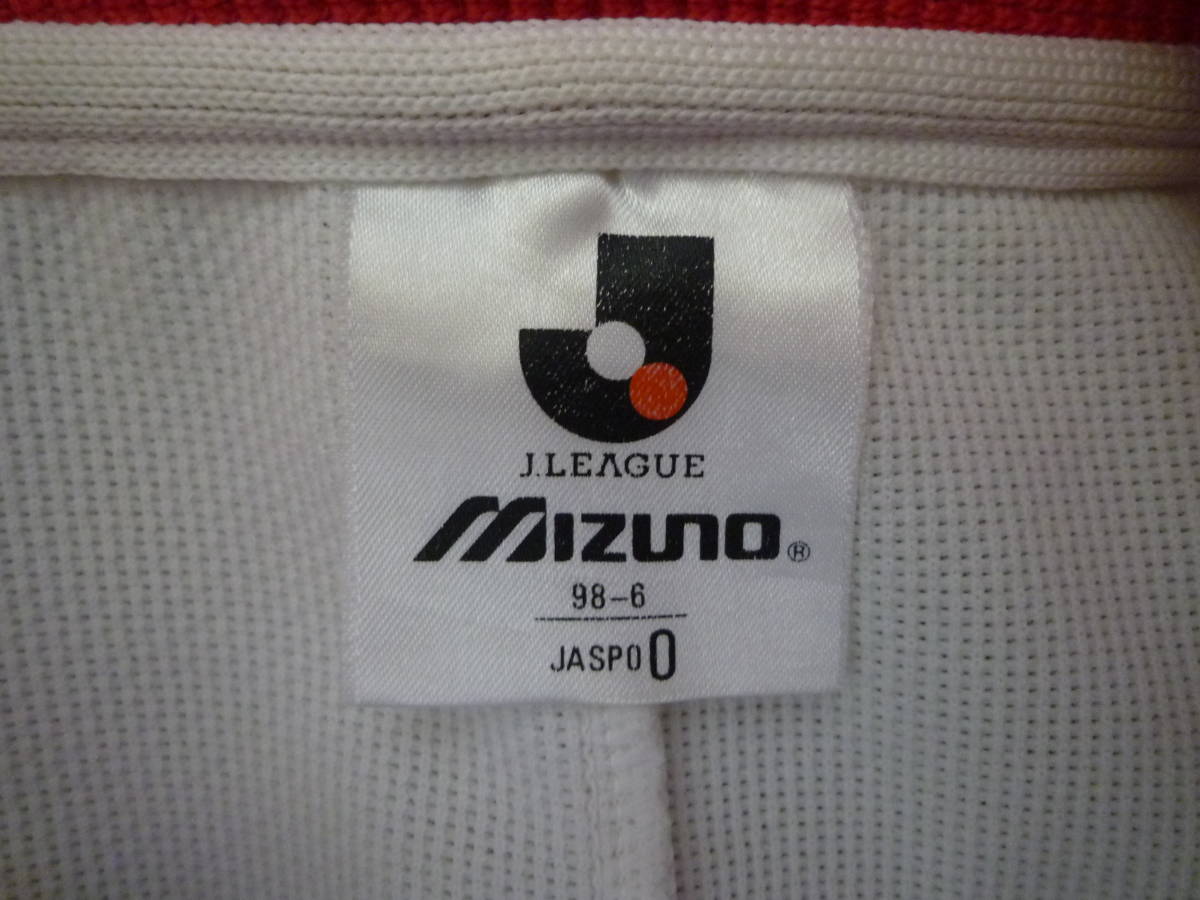 J.LEAGUE
MIZUNO ®
98-6
JASPO O